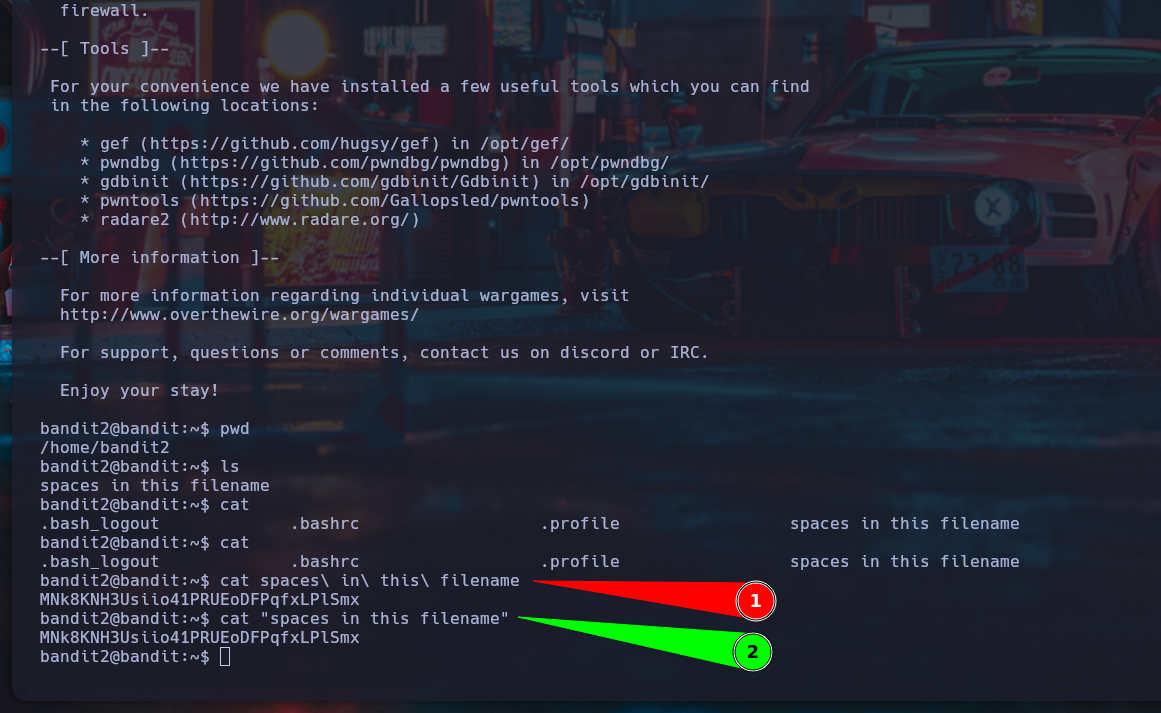 firewall.
--[ Tools ]--
For your convenience we have installed a few useful tools which you can find
in the following locations:
* gef (https://github.com/hugsy/gef) in /opt/gef/
* pwndbg (https://github.com/pwndbg/pwndbg) in /opt/pwndbg/
* gdbinit (https://github.com/gdbinit/Gdbinit) in /opt/gdbinit/
* pwntools (https://github.com/Gallopsled/pwntools)
* radare2 (http://www.radare.org/)
--[ More information ]--
For more information regarding individual wargames, visit
http://www.overthewire.org/wargames/
For support, questions or comments, contact us on discord or IRC.
Enjoy your stay!
bandit2@bandit:~$ pwd
/home/bandit2
bandit2@bandit:~$ ls
spaces in this filename
bandit2@bandit:~$ cat
.bash_logout .bashrc .profile spaces in this filename
bandit2@bandit:~$ cat
.bash_logout .bashrc .profile spaces in this filename
bandit2@bandit:~$ cat spaces\ in\ this\ filename
MNk8KNH3Usiio41PRUEoDFPqfxLPlSmx
1
bandit2@bandit:~$ cat "spaces in this filename"
MNk8KNH3Usiio41PRUEoDFPqfxLPlSmx
2
bandit2@bandit:~$